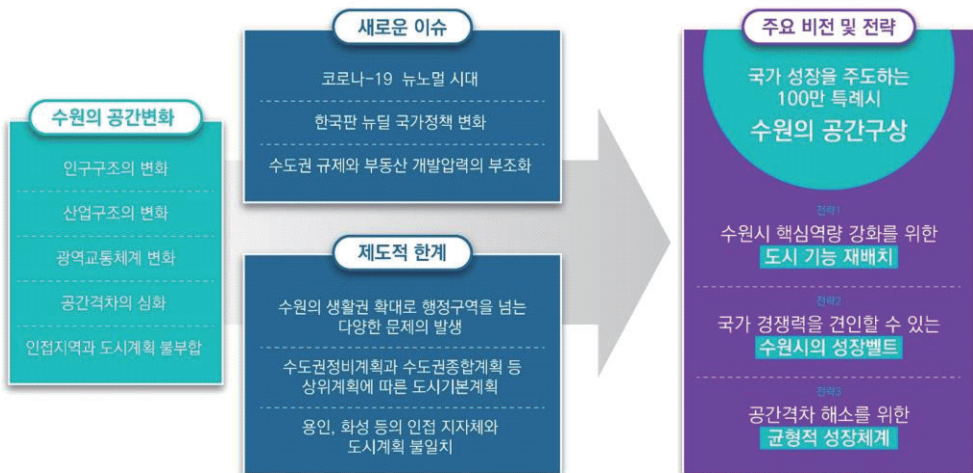 수원의 공간변화
인구구조의 변화
산업구조의 변화
광역교통체계 변화
공간격차의 심화
인접지역과 도시계획 불부합
새로운 이슈
코로나-19 뉴노멀 시대
한국판 뉴딜 국가정책 변화
수도권 규제와 부동산 개발압력의 부조화
제도적 한계
수원의 생활권 확대로 행정구역을 넘는
다양한 문제의 발생
수도권정비계획과 수도권종합계획 등
상위계획에 따른 도시기본계획
용인, 화성 등의 인접 지자체와
도시계획 불일치
주요 비전 및 전략
국가 성장을 주도하는
100만 특례시
수원의 공간구상
전략1
수원시 핵심역량 강화를 위한
도시 기능 재배치
전략2
국가 경쟁력을 견인할 수 있는
수원시의 성장벨트
전략3
공간격차 해소를 위한
균형적 성장체계